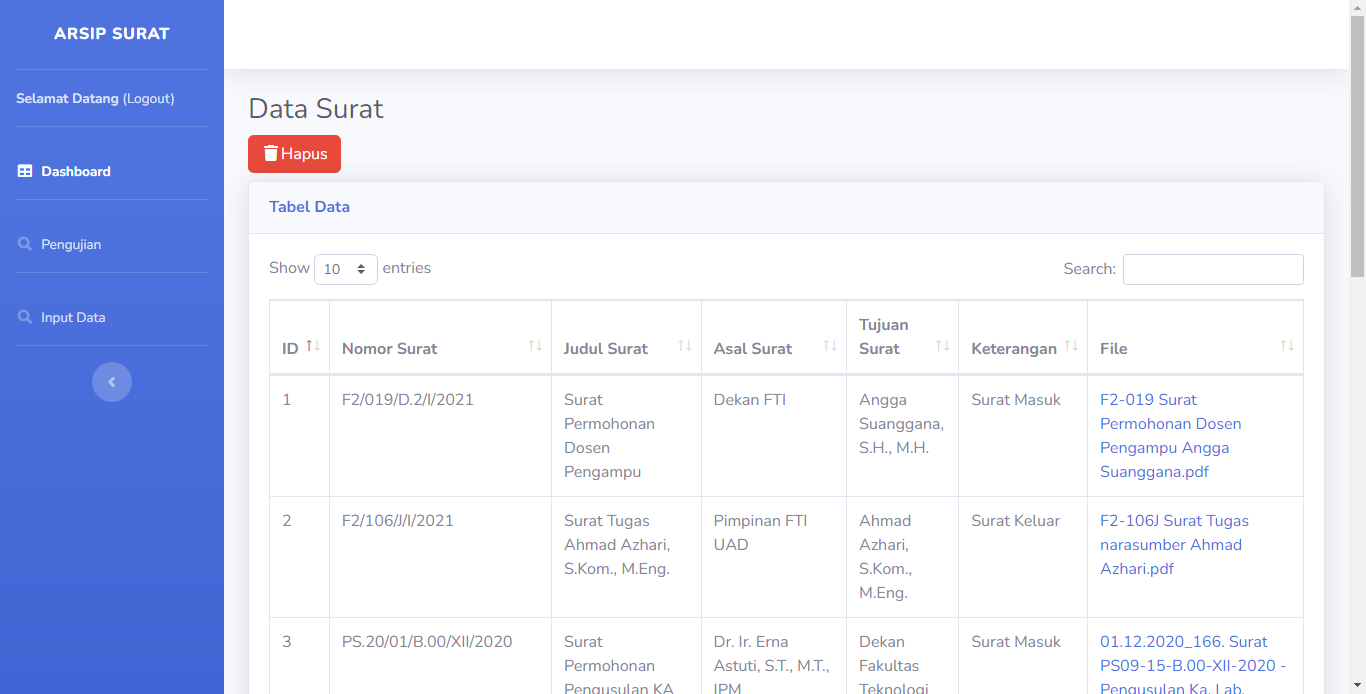 ARSIP SURAT
Selamat Datang (Logout)
Dashboard
Pengujian
Input Data
Data Surat
Hapus
Tabel Data
Show 10 entries
Search:
ID
Nomor Surat
Judul Surat
Asal Surat
Tujuan
Surat
Keterangan
File
1
F2/019/D.2/I/2021
Surat
Permohonan
Dosen
Pengampu
Dekan FTI
Angga
Suanggana,
S.H., M.H.
Surat Masuk
F2-019 Surat
Permohonan Dosen
Pengampu Angga
Suanggana.pdf
2
F2/106/J/I/2021
Surat Tugas
Ahmad Azhari,
S.Kom., M.Eng.
Pimpinan FTI
UAD
Ahmad
Azhari,
S.Kom.,
M.Eng.
Surat Keluar
F2-106J Surat Tugas
narasumber Ahmad
Azhari.pdf
3
PS.20/01/B.00/XII/2020
Surat
Permohonan
Pengusulan KA
Dr. Ir. Erna
Astuti, S.T., M.T.,
IPM
Dekan
Fakultas
Teknologi
Surat Masuk
01.12.2020_166. Surat
PS09-15-B.00-XII-2020 -
Pengusulan Ka. Lab.